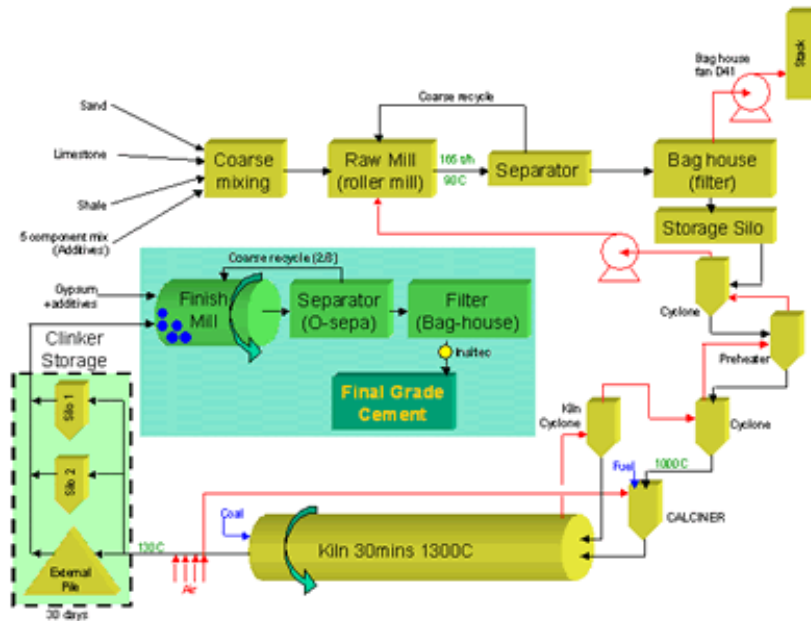 Stack
Bag house
fan D41
Coarse recycle
Sand
Limestone
Shale
5 component mix
(Additives)
Coarse
mixing
Raw Mill
(roller mill)
165 t/h
90C
Separator
Bag house
(filter)
Storage Silo
Coarse recycle (2/3)
Gypsum
+additives
Finish
Mill
Separator
(O-sepa)
Filter
(Bag-house)
Final Grade
Cement
Cyclone
Preheater
Clinker
Storage
Silo 1
Silo 2
External
Pile
30 days
Kiln
Cyclone
Cyclone
Fuel
1000C
CALCINER
Coal
130C
Air
Kiln 30mins 1300C